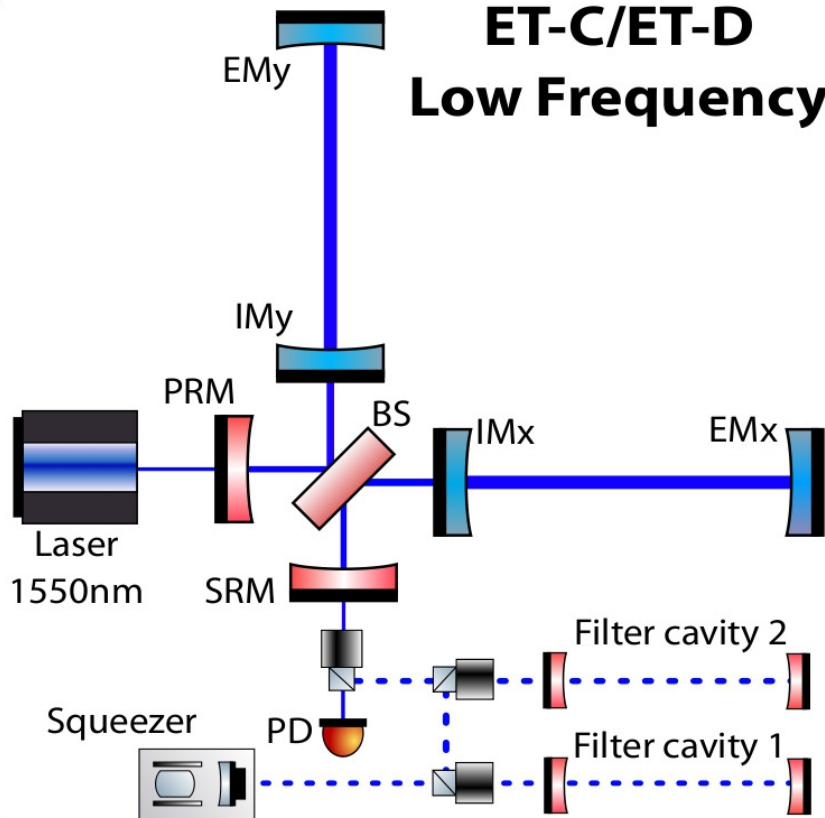 ET-C/ET-D
Low Frequency
EMy
IMy
PRM
BS
IMx
EMx
Laser
1550nm
SRM
Filter cavity 2
Squeezer
PD
Filter cavity 1